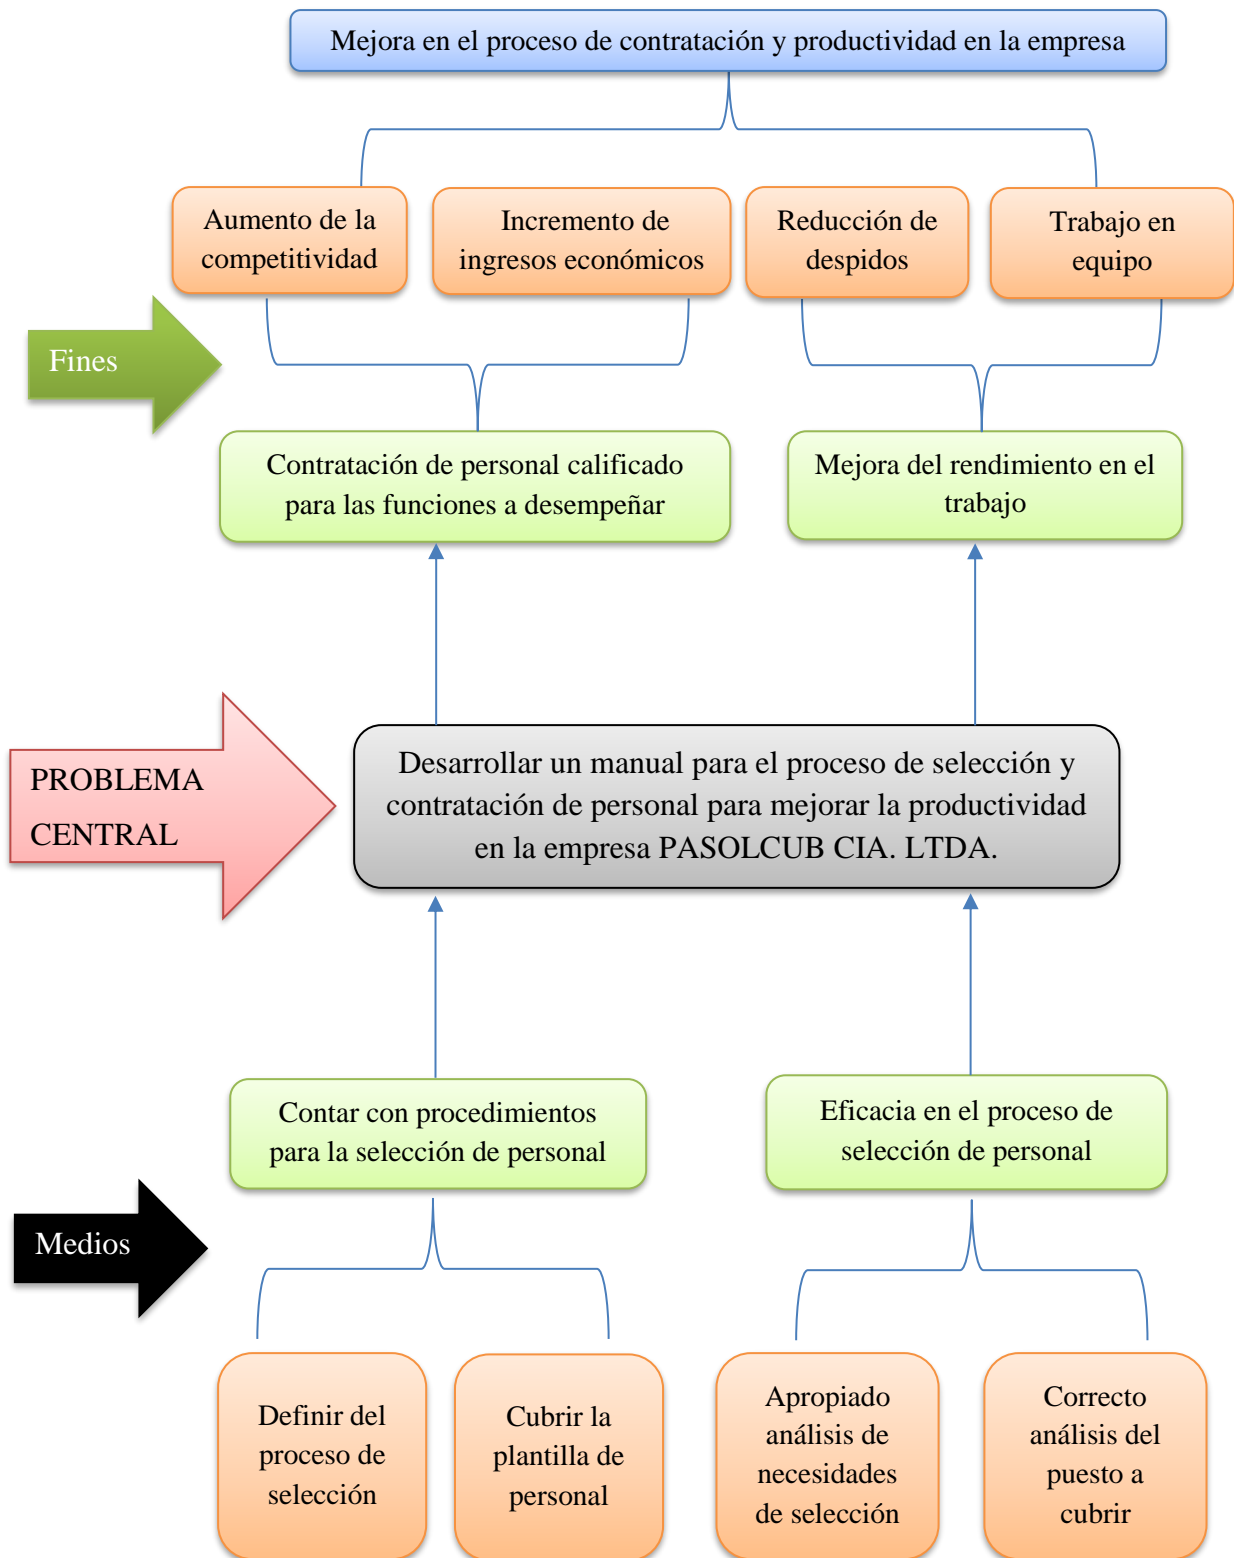 Mejora en el proceso de contratación y productividad en la empresa
Aumento de la
competitividad
Incremento de
ingresos económicos
Reducción de
despidos
Trabajo en
equipo
Fines
Contratación de personal calificado
para las funciones a desempeñar
Mejora del rendimiento en el
trabajo
PROBLEMA
CENTRAL
Desarrollar un manual para el proceso de selección y
contratación de personal para mejorar la productividad
en la empresa PASOLCUB CIA. LTDA.
Contar con procedimientos
para la selección de personal
Eficacia en el proceso de
selección de personal
Medios
Definir del
proceso de
selección
Cubrir la
plantilla de
personal
Apropiado
análisis de
necesidades
de selección
Correcto
análisis del
puesto a
cubrir